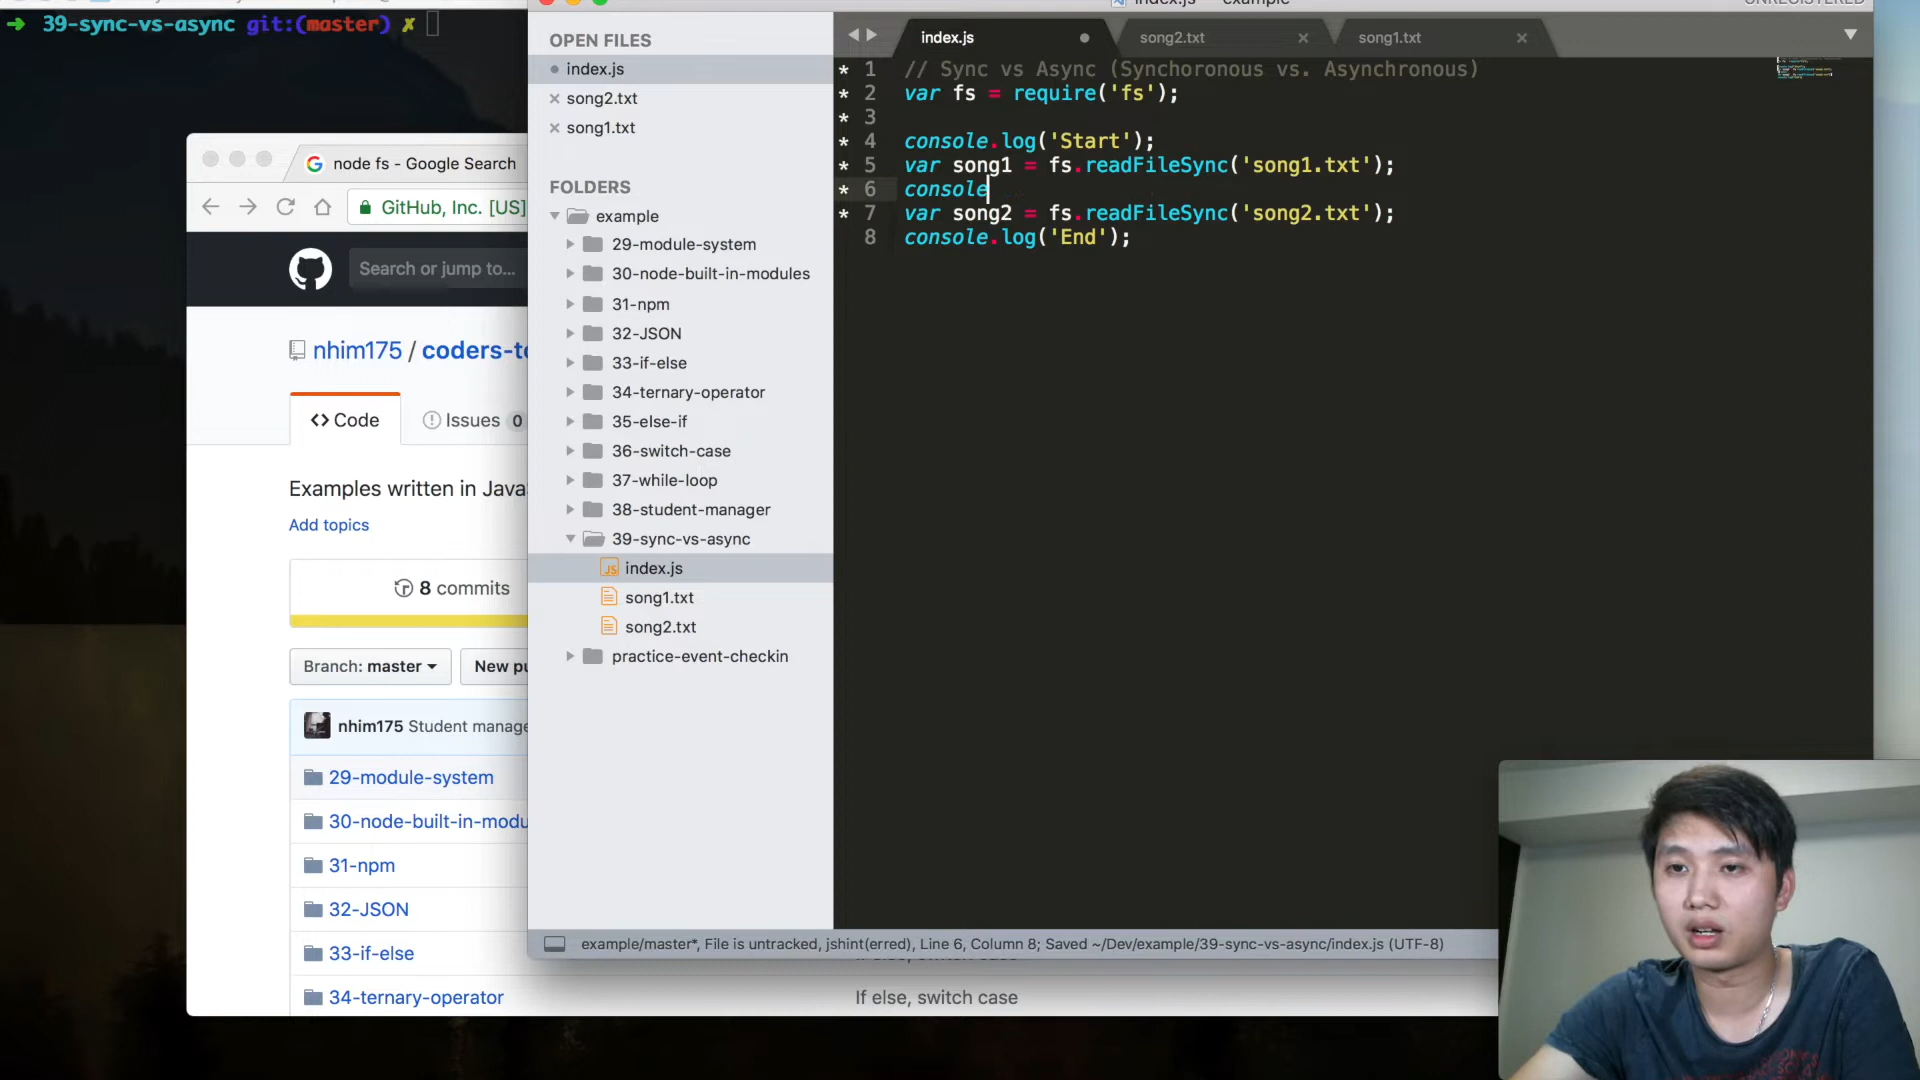 ➜ 39-sync-vs-async git:(master) ✗
index.js — example
UNREGISTERED
OPEN FILES
index.js
song2.txt
song1.txt
FOLDERS
example
29-module-system
30-node-built-in-modules
31-npm
32-JSON
33-if-else
34-ternary-operator
35-else-if
36-switch-case
37-while-loop
38-student-manager
39-sync-vs-async
index.js
song1.txt
song2.txt
practice-event-checkin
index.js song2.txt song1.txt
* 1 // Sync vs Async (Synchoronous vs. Asynchronous)
* 2 var fs = require('fs');
* 3
* 4 console.log('Start');
* 5 var song1 = fs.readFileSync('song1.txt');
* 6 console
* 7 var song2 = fs.readFileSync('song2.txt');
8 console.log('End');
example/master*, File is untracked, jshint(erred), Line 6, Column 8; Saved ~/Dev/example/39-sync-vs-async/index.js (UTF-8)
node fs - Google Search
GitHub, Inc. [US]
Search or jump to...
nhim175 / coders-to
Code Issues 0
Examples written in Java
Add topics
8 commits
Branch: master New pu
nhim175 Student manage
29-module-system
30-node-built-in-modu
31-npm
32-JSON
33-if-else
34-ternary-operator If else, switch case